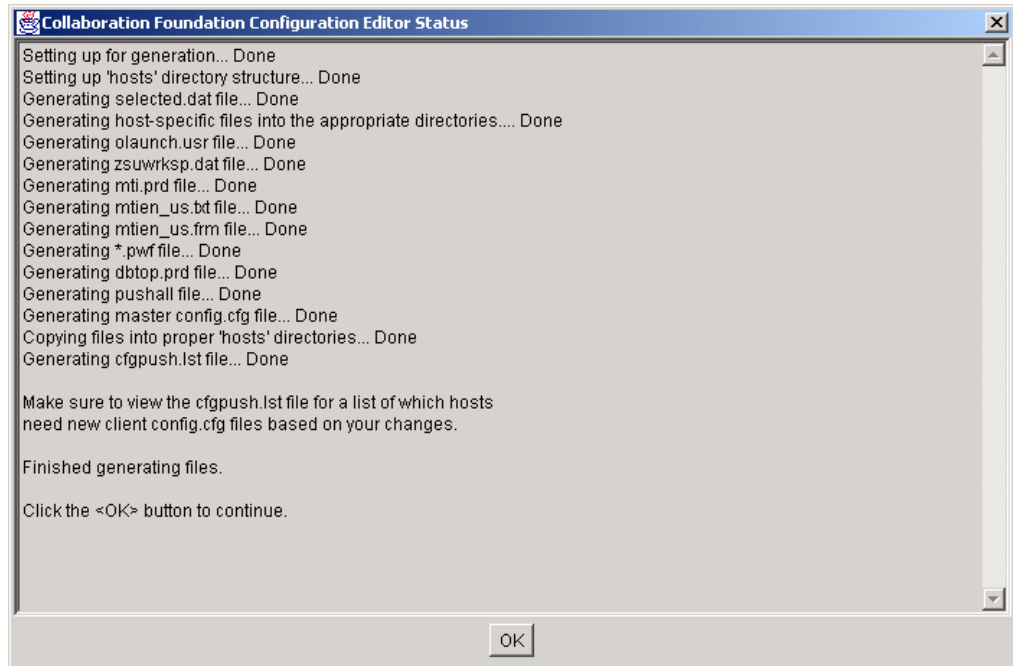 Collaboration Foundation Configuration Editor Status
Setting up for generation... Done
Setting up 'hosts' directory structure... Done
Generating selected.dat file... Done
Generating host-specific files into the appropriate directories.... Done
Generating olaunch.usr file... Done
Generating zsuwrksp.dat file... Done
Generating mti.prd file... Done
Generating mtien_us.txt file... Done
Generating mtien_us.frm file... Done
Generating *.pwf file... Done
Generating dbtop.prd file... Done
Generating pushall file... Done
Generating master config.cfg file... Done
Copying files into proper 'hosts' directories... Done
Generating cfgpush.lst file... Done
Make sure to view the cfgpush.lst file for a list of which hosts
need new client config.cfg files based on your changes.
Finished generating files.
Click the <OK> button to continue.
OK